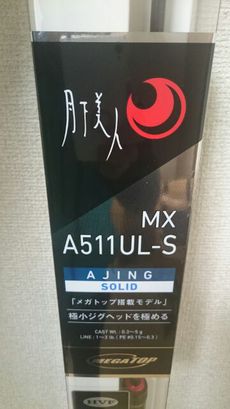 月下美人
MX
A511UL-S
AJING
SOLID
「メガトップ搭載モデル」
極小ジグヘッドを極める
CAST WT.: 0.3〜5 g
LINE: 1〜3 lb (PE #0.15〜0.3)
MEGATOP
HVF